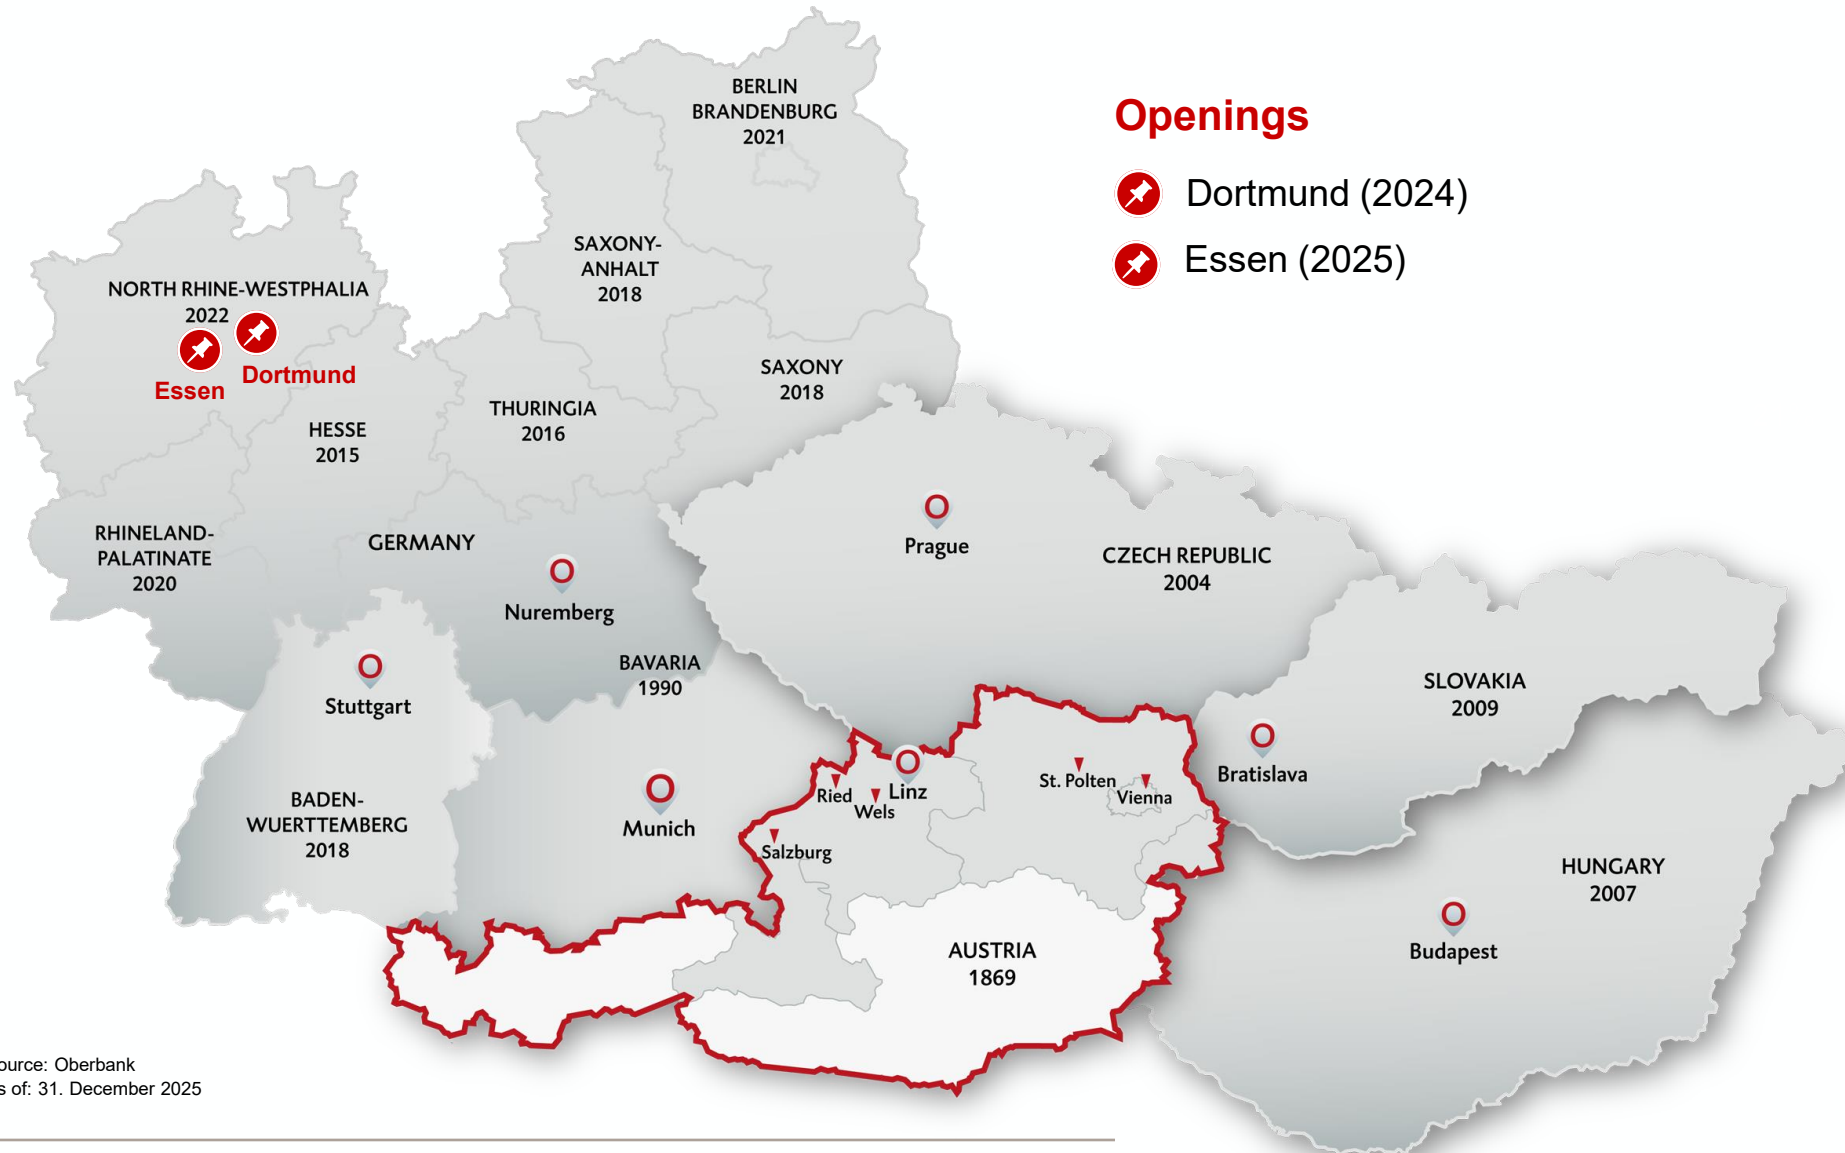 BERLIN
BRANDENBURG
2021
Openings
Dortmund (2024)
Essen (2025)
SAXONY-
ANHALT
2018
NORTH RHINE-WESTPHALIA
2022
Essen
Dortmund
SAXONY
2018
THURINGIA
2016
HESSE
2015
RHINELAND-
PALATINATE
2020
GERMANY
Nuremberg
Prague
CZECH REPUBLIC
2004
BAVARIA
1990
Stuttgart
SLOVAKIA
2009
Bratislava
BADEN-
WUERTTEMBERG
2018
Munich
Ried
Wels
Linz
St. Polten
Vienna
Salzburg
HUNGARY
2007
Budapest
AUSTRIA
1869
ource: Oberbank
s of: 31. December 2025